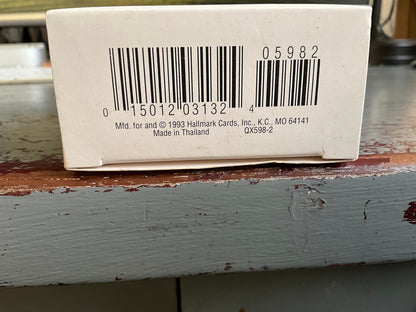 05982
0 15012 03132 4
Mfd. for and © 1993 Hallmark Cards, Inc., K.C., MO 64141
Made in Thailand QX598-2